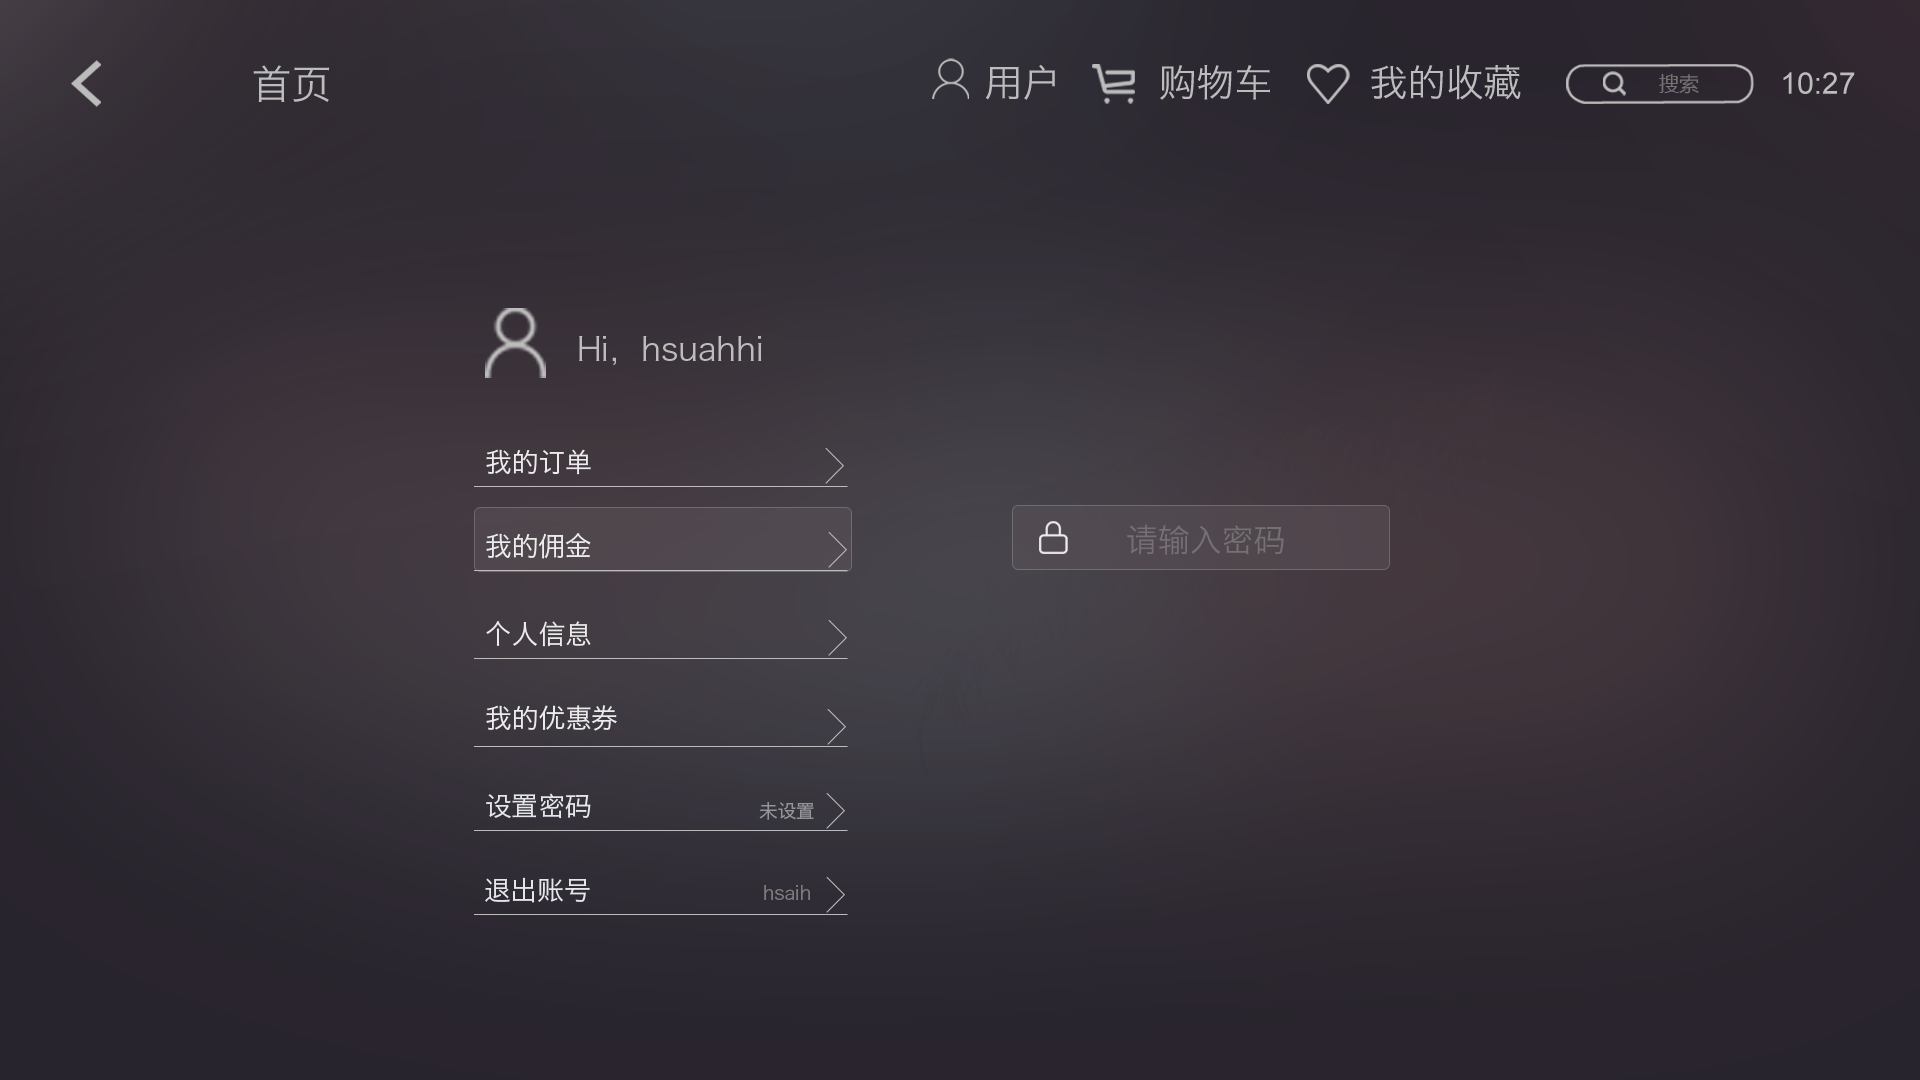 首页
用户
购物车
我的收藏
搜索
10:27
Hi，hsuahhi
我的订单
我的佣金
请输入密码
个人信息
我的优惠券
设置密码 未设置
退出账号 hsaih